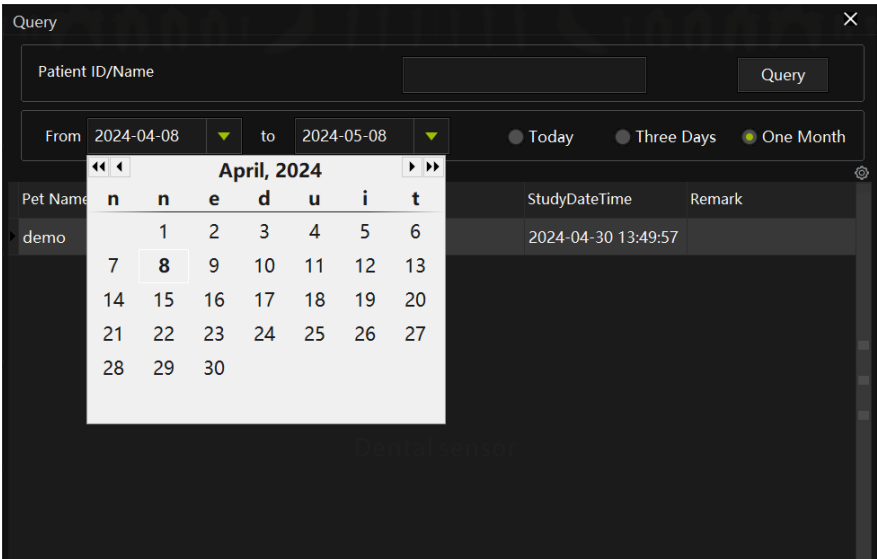 Query
Patient ID/Name
Query
From 2024-04-08 to 2024-05-08 Today Three Days One Month
April, 2024
n n e d u i t
1 2 3 4 5 6
7 8 9 10 11 12 13
14 15 16 17 18 19 20
21 22 23 24 25 26 27
28 29 30
Pet Name StudyDateTime Remark
demo 2024-04-30 13:49:57
Dental sensor